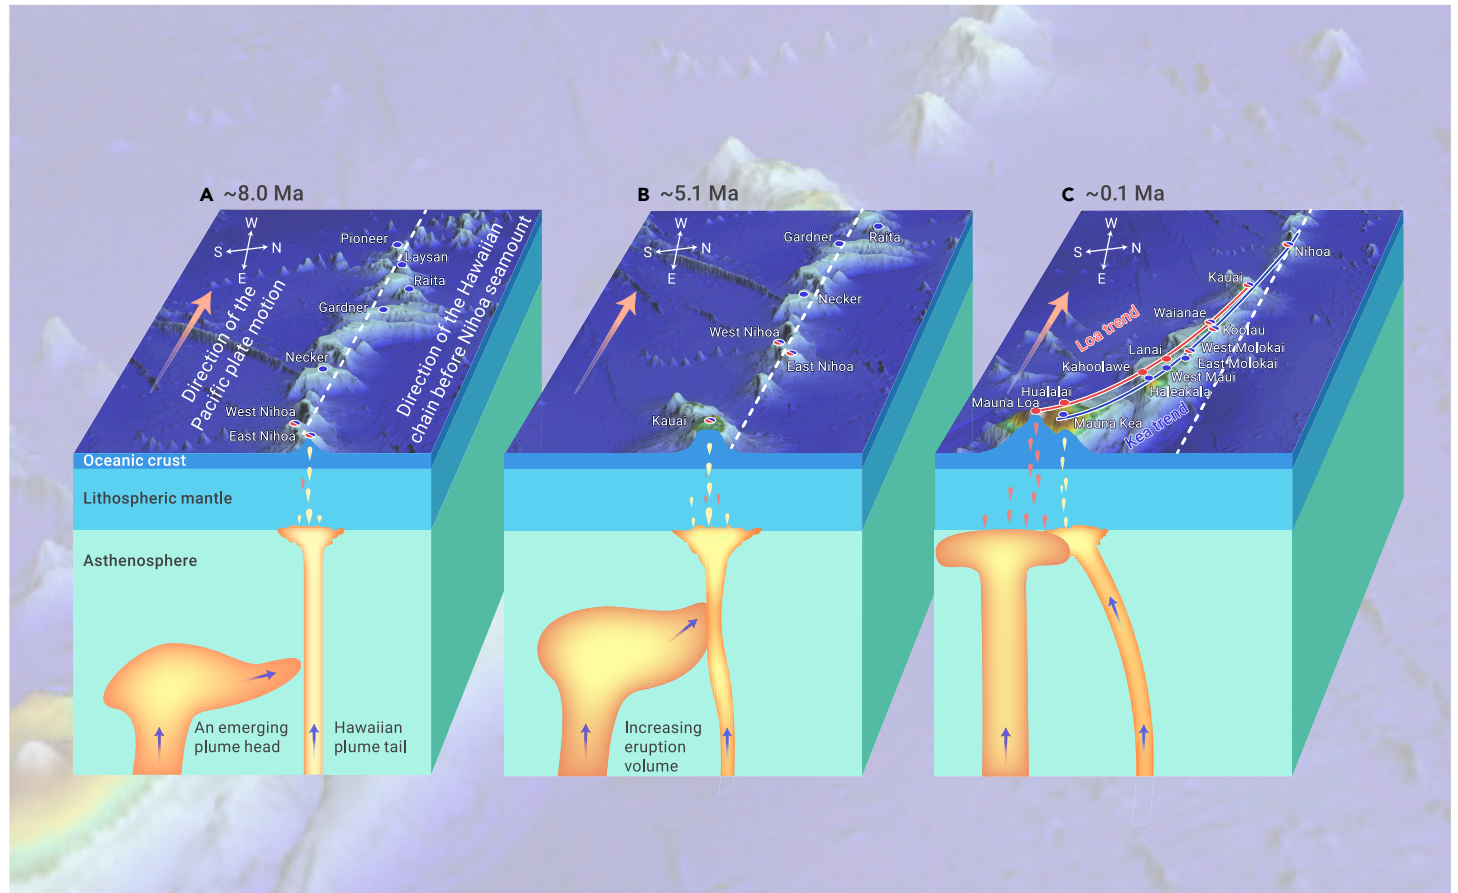 A ~8.0 Ma
W
S
N
E
Pioneer
Laysan
Raita
Gardner
Necker
West Nihoa
East Nihoa
Direction of the
Pacific plate motion
Direction of the Hawaiian
chain before Nihoa seamount
Oceanic crust
Lithospheric mantle
Asthenosphere
An emerging
plume head
Hawaiian
plume tail
B ~5.1 Ma
W
S
N
E
Gardner
Raita
Necker
West Nihoa
East Nihoa
Kauai
Increasing
eruption
volume
C ~0.1 Ma
W
S
N
E
Nihoa
Kauai
Waianae
Koolau
Loa trend
Lanai
West Molokai
East Molokai
Kahoolawe
West Maui
Haleakala
Hualalai
Mauna Loa
Mauna Kea
Kea trend